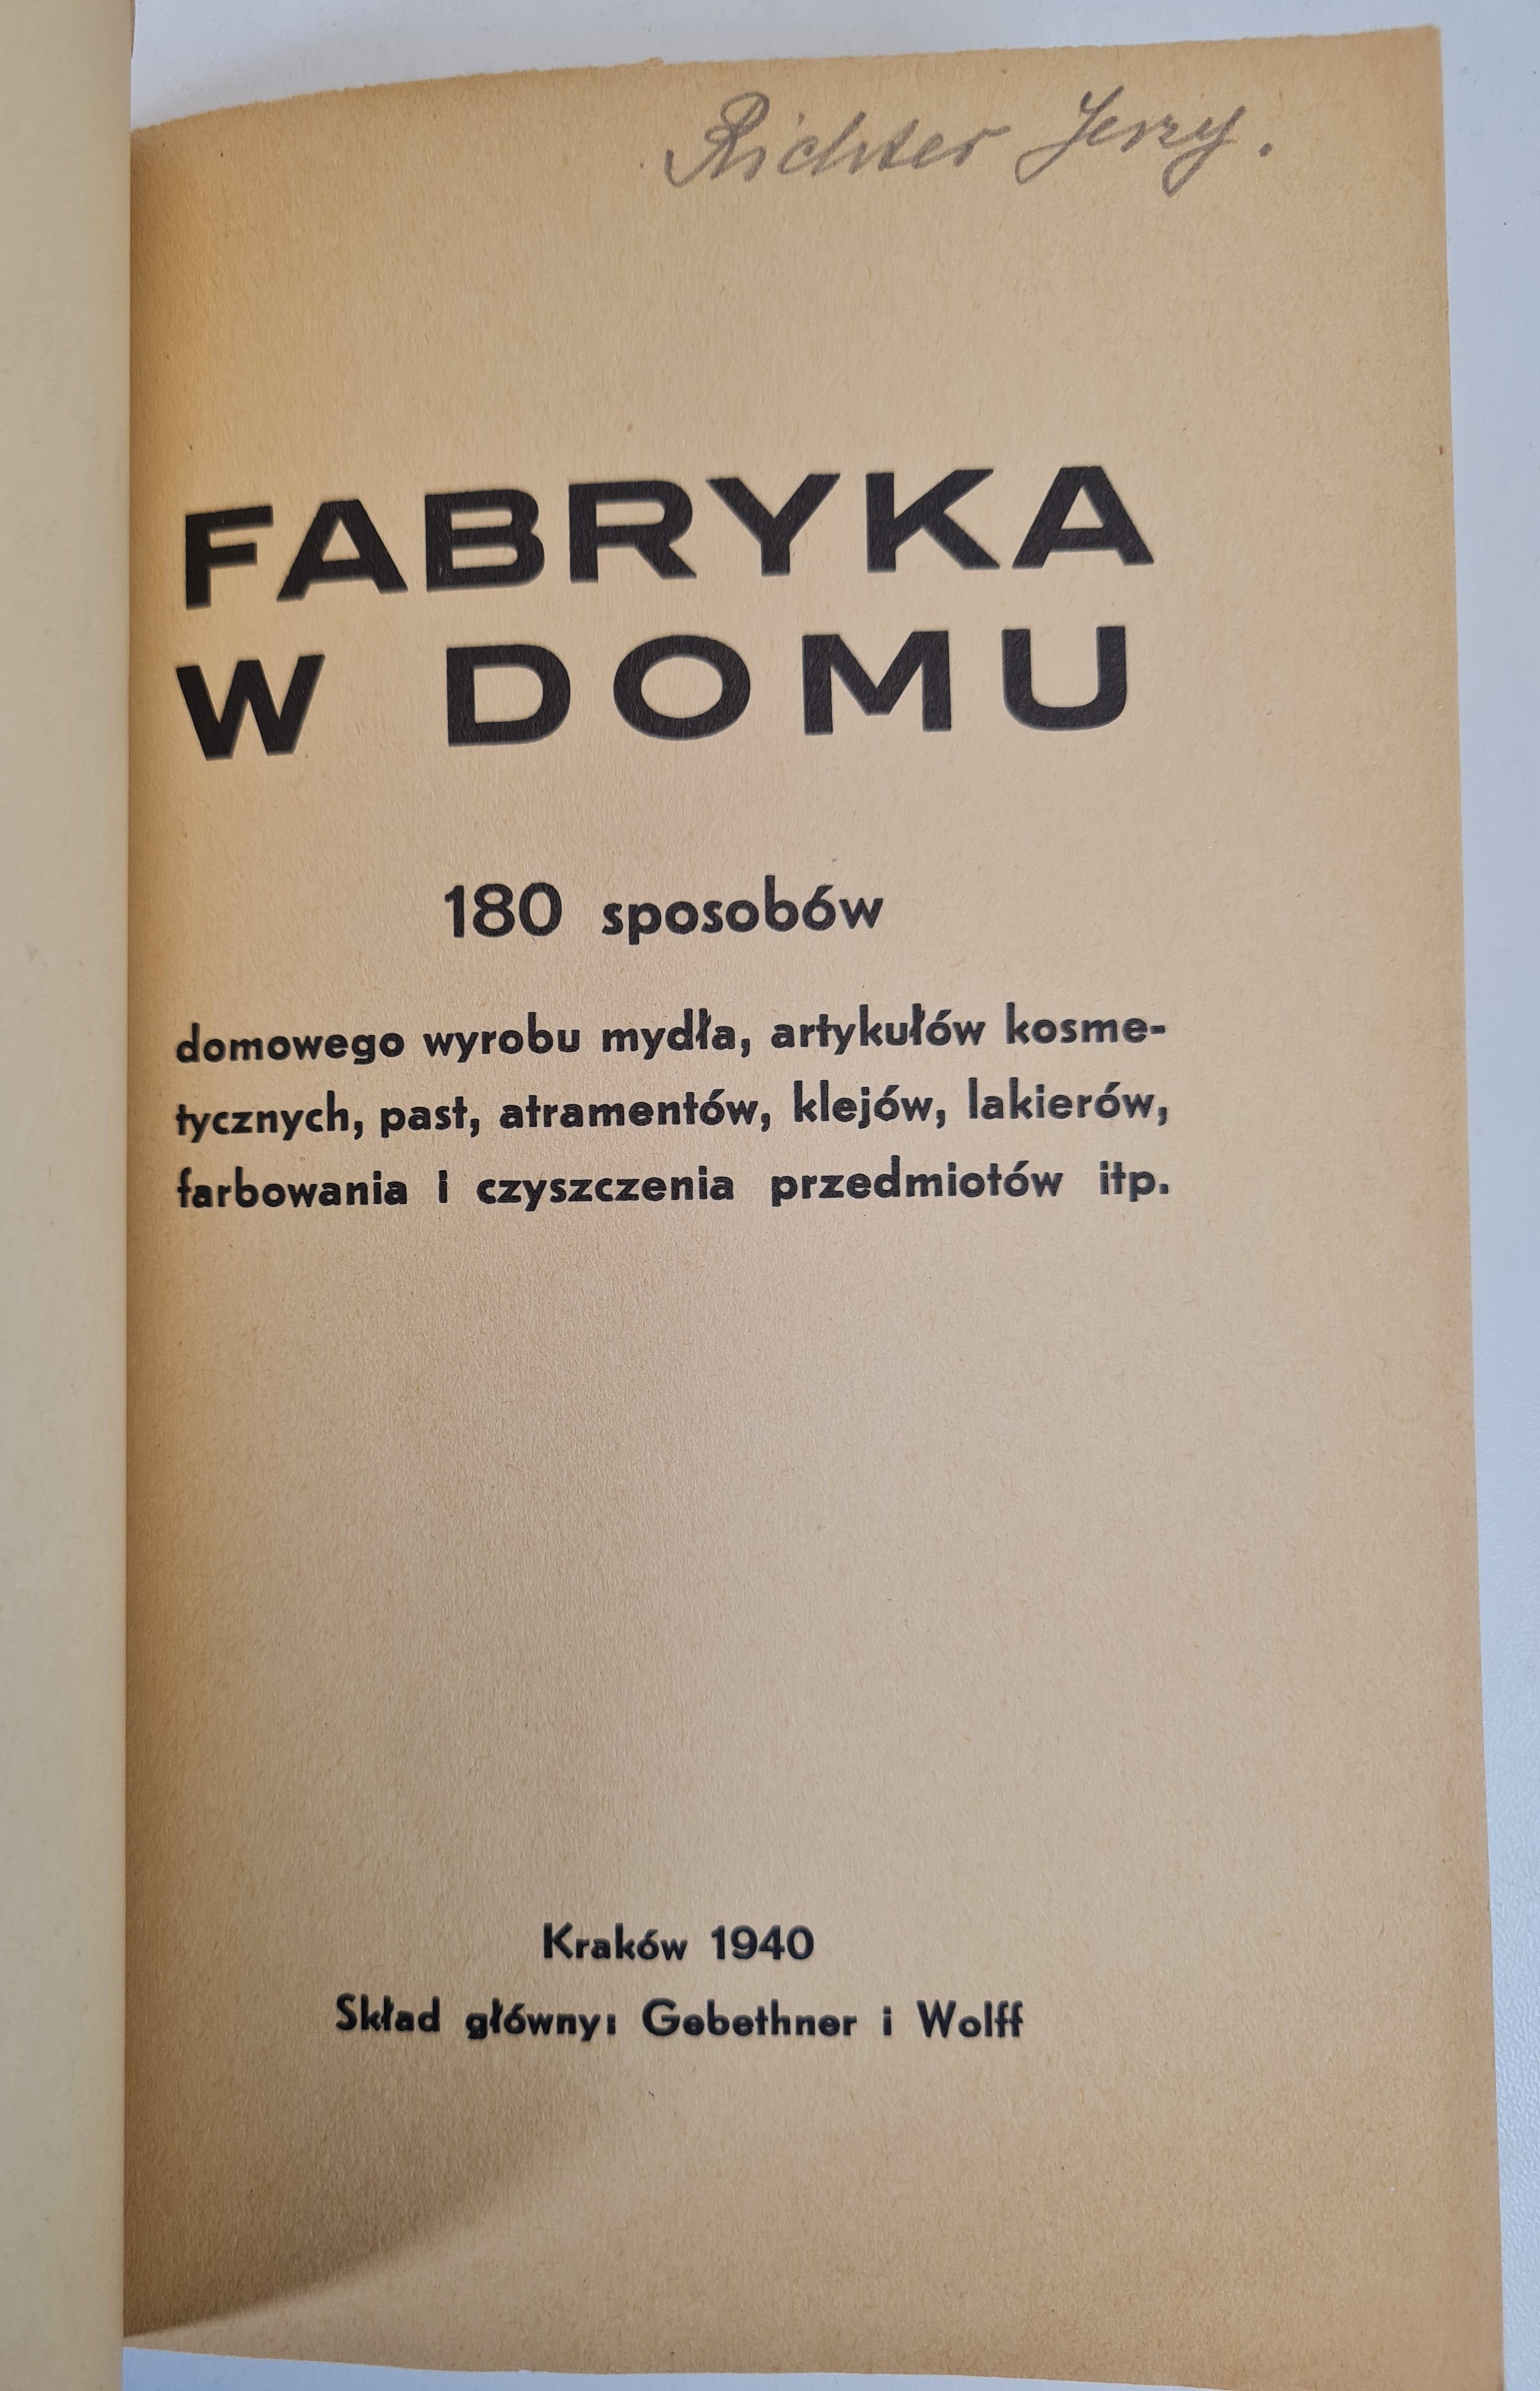 Richter Jerzy.
FABRYKA
W DOMU
180 sposobów
domowego wyrobu mydła, artykułów kosme-
tycznych, past, atramentów, klejów, lakierów,
farbowania i czyszczenia przedmiotów itp.
Kraków 1940
Skład główny: Gebethner i Wolff